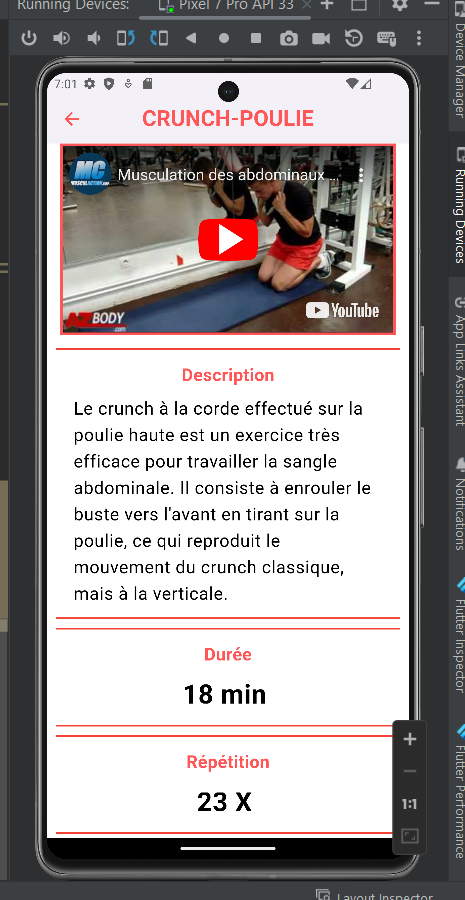 Running Devices: Pixel 7 Pro API 33
Device Manager
Running Devices
App Links Assistant
Notifications
Flutter Inspector
Flutter Performance
7:01
CRUNCH-POULIE
MC
MUSCULACTION.COM
Musculation des abdominaux ...
BODY
.com
YouTube
Description
Le crunch à la corde effectué sur la
poulie haute est un exercice très
efficace pour travailler la sangle
abdominale. Il consiste à enrouler le
buste vers l'avant en tirant sur la
poulie, ce qui reproduit le
mouvement du crunch classique,
mais à la verticale.
Durée
18 min
Répétition
23 X
1:1
Layout Inspector